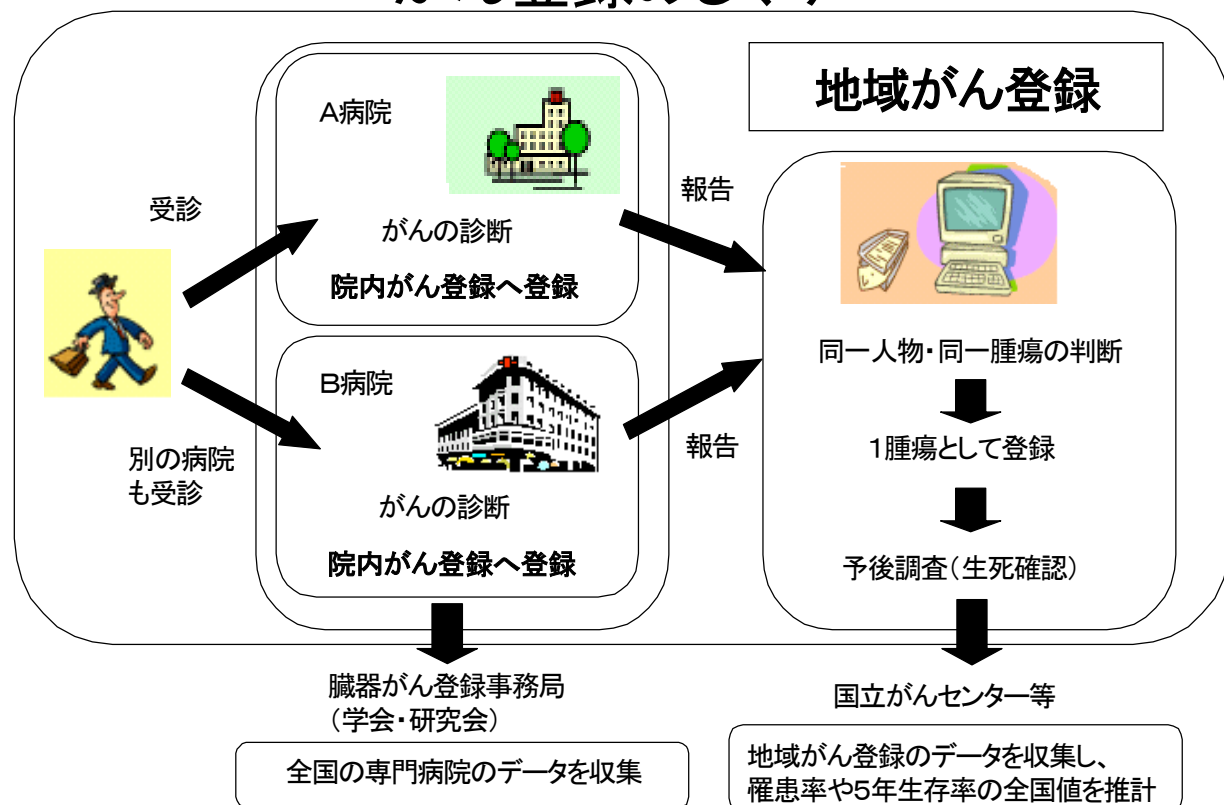 地域がん登録
A病院
受診
報告
がんの診断
院内がん登録へ登録
同一人物・同一腫瘍の判断
B病院
1腫瘍として登録
報告
別の病院
も受診
がんの診断
院内がん登録へ登録
予後調査(生死確認)
臓器がん登録事務局
(学会・研究会)
国立がんセンター等
全国の専門病院のデータを収集
地域がん登録のデータを収集し、
罹患率や5年生存率の全国値を推計